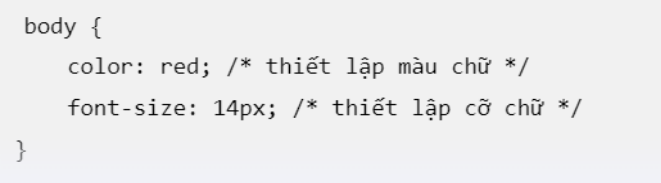 body {
    color: red; /* thiết lập màu chữ */
    font-size: 14px; /* thiết lập cỡ chữ */
}